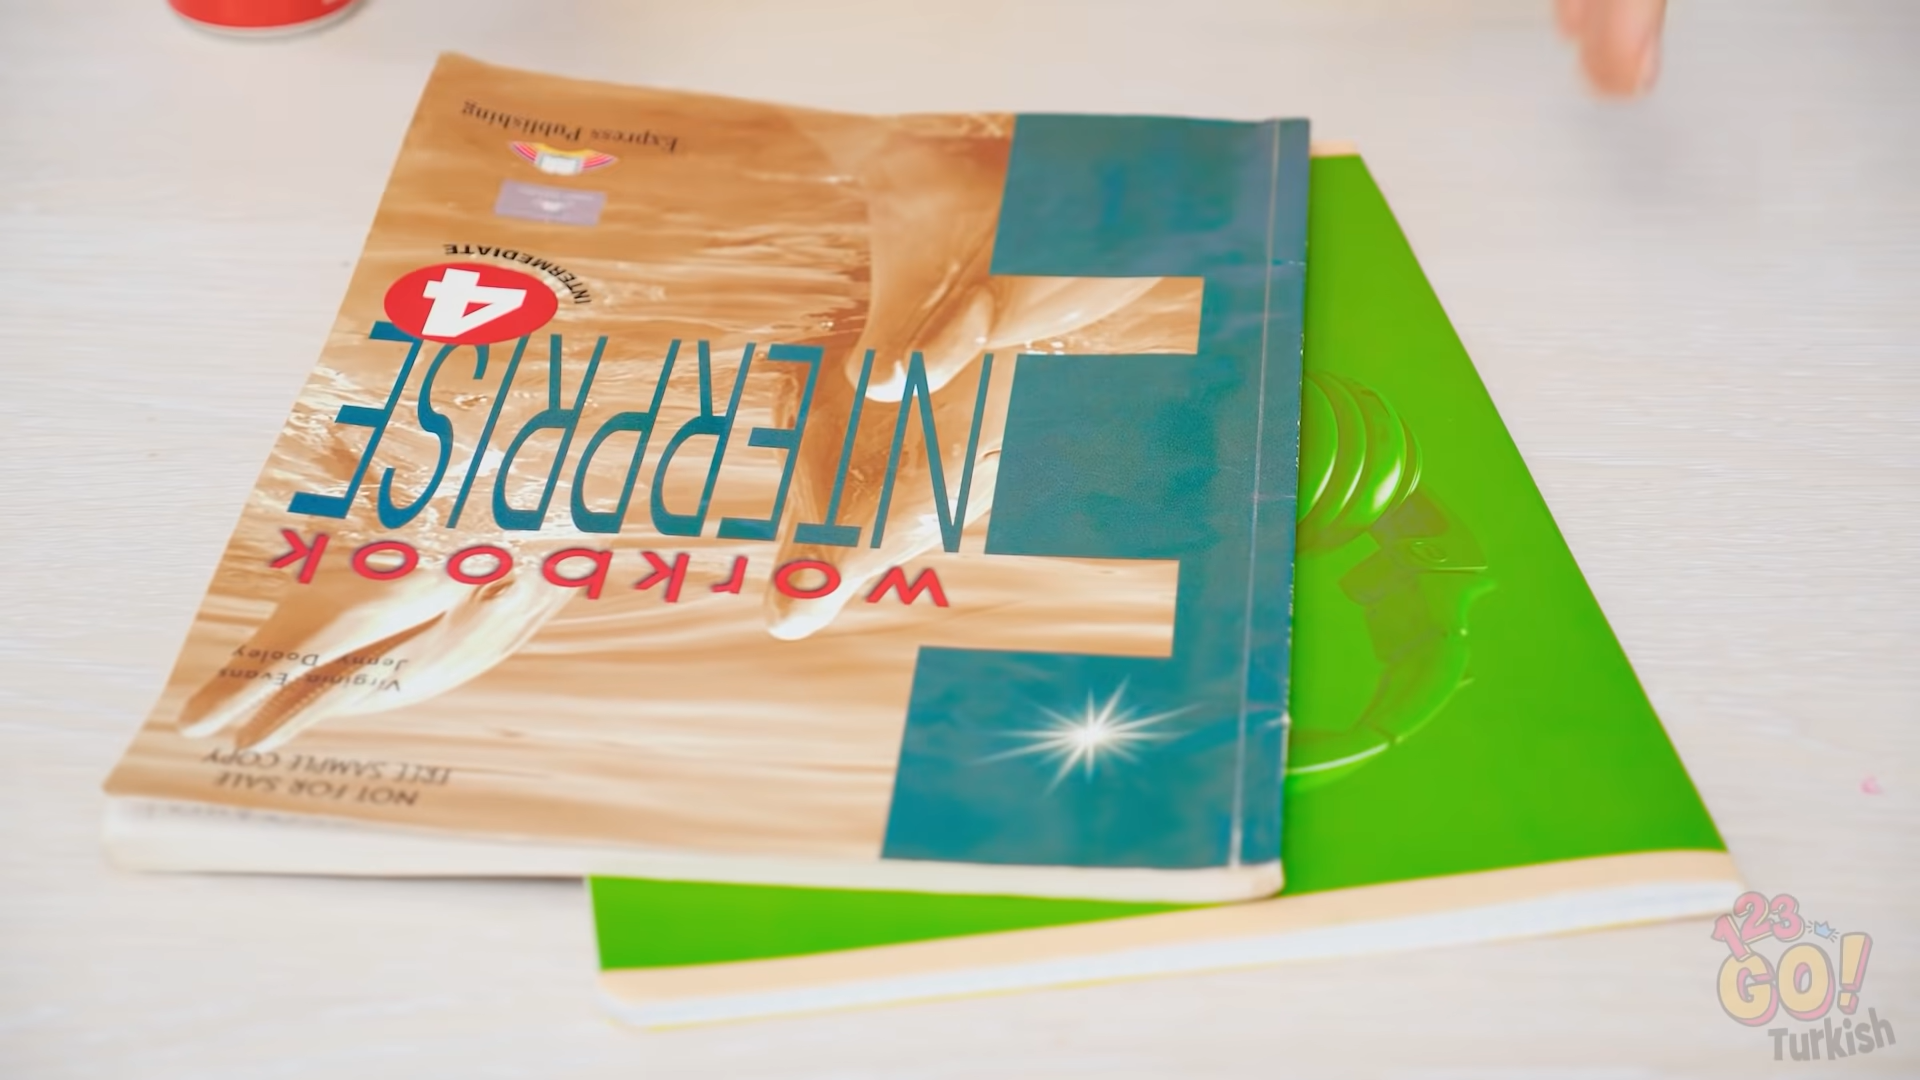 NOT FOR SALE
FREE SAMPLE COPY
Virginia Evans
Jenny Dooley
workbook
ENTERPRISE
4
INTERMEDIATE
Express Publishing
123
GO!
Turkish